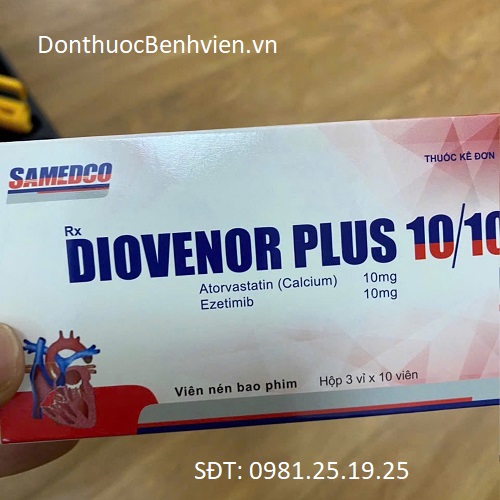 DonthuocBenhvien.vn
SAMEDCO
THUỐC KÊ ĐƠN
Rx
DIOVENOR PLUS 10/10
Atorvastatin (Calcium) 10mg
Ezetimib 10mg
Viên nén bao phim Hộp 3 vỉ x 10 viên
SĐT: 0981.25.19.25